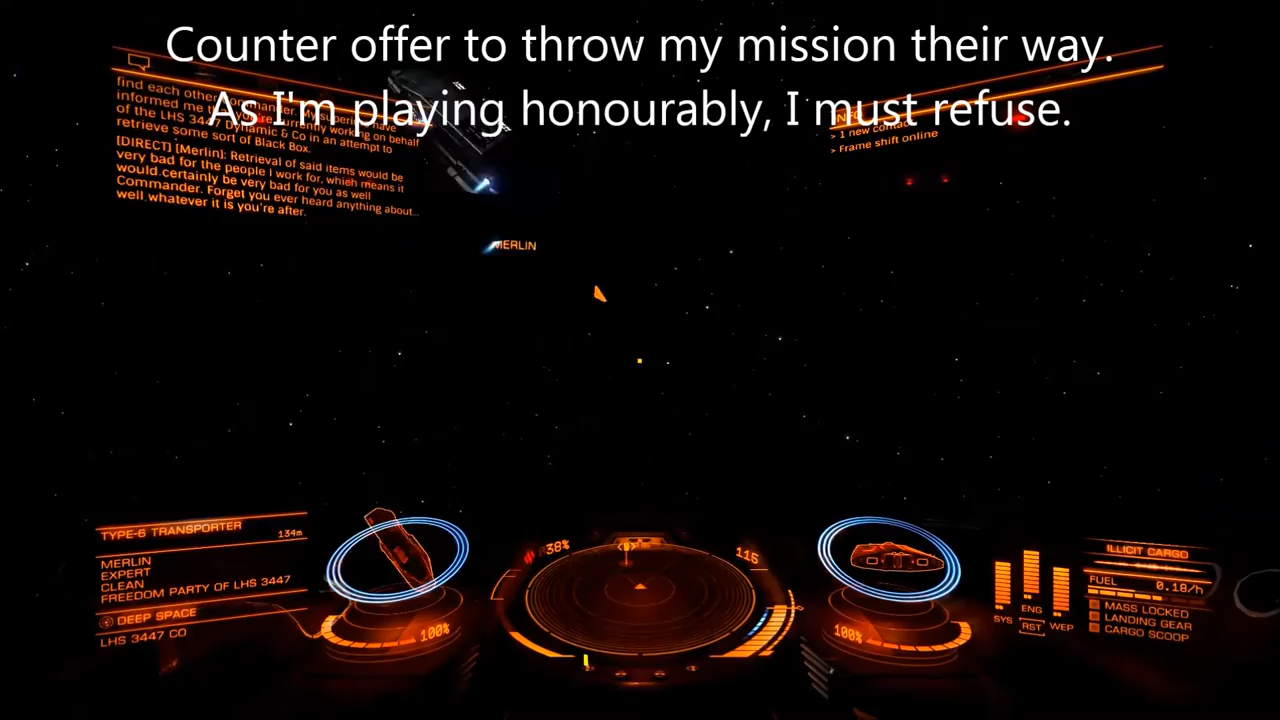 Counter offer to throw my mission their way.
As I'm playing honourably, I must refuse.
find each other
informed me
of the LHS 3447 Dynamic & Co in an attempt to
retrieve some sort of Black Box.
[DIRECT] [Merlin]: Retrieval of said items would be
very bad for the people I work for, which means it
would certainly be very bad for you as well
Commander. Forget you ever heard anything about...
well whatever it is you're after.
> 1 new contact
> Frame shift online
MERLIN
TYPE-6 TRANSPORTER
134m
MERLIN
EXPERT
CLEAN
FREEDOM PARTY OF LHS 3447
DEEP SPACE
LHS 3447 CO
100%
38%
115
100%
SYS
ENG
RST
WEP
ILLICIT CARGO
FUEL 0.18/h
MASS LOCKED
LANDING GEAR
CARGO SCOOP